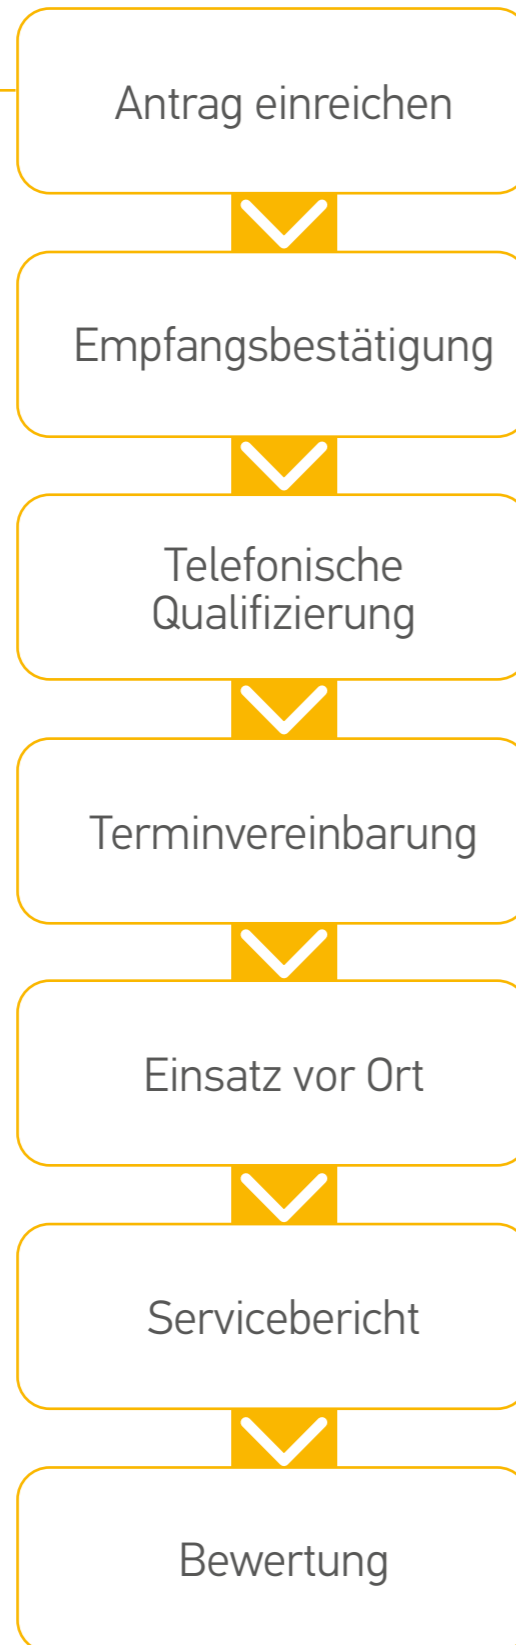 Antrag einreichen
Empfangsbestätigung
Telefonische
Qualifizierung
Terminvereinbarung
Einsatz vor Ort
Servicebericht
Bewertung